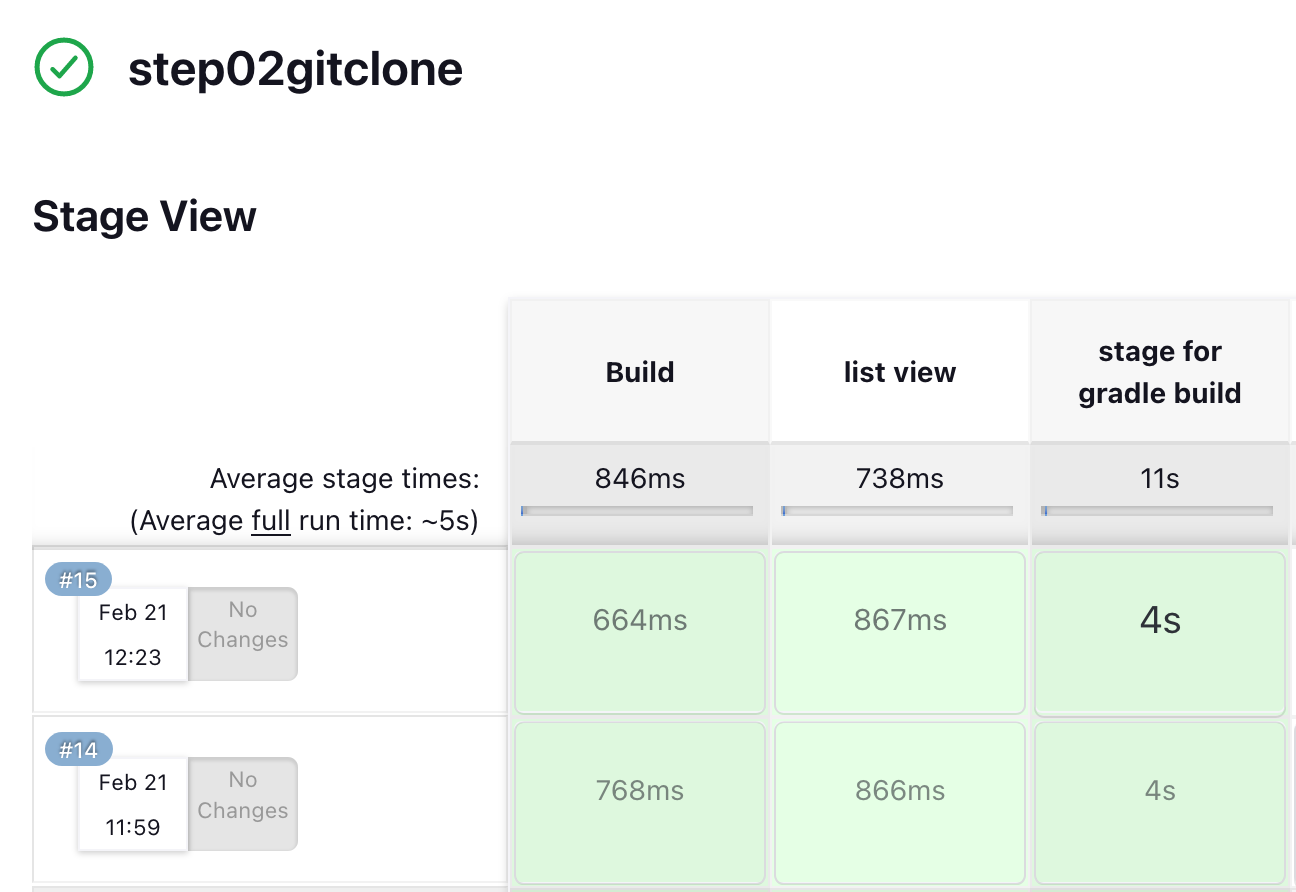 step02gitclone
Stage View
Build
list view
stage for
gradle build
Average stage times:
(Average full run time: ~5s)
846ms
738ms
11s
#15
Feb 21
12:23
No
Changes
664ms
867ms
4s
#14
Feb 21
11:59
No
Changes
768ms
866ms
4s